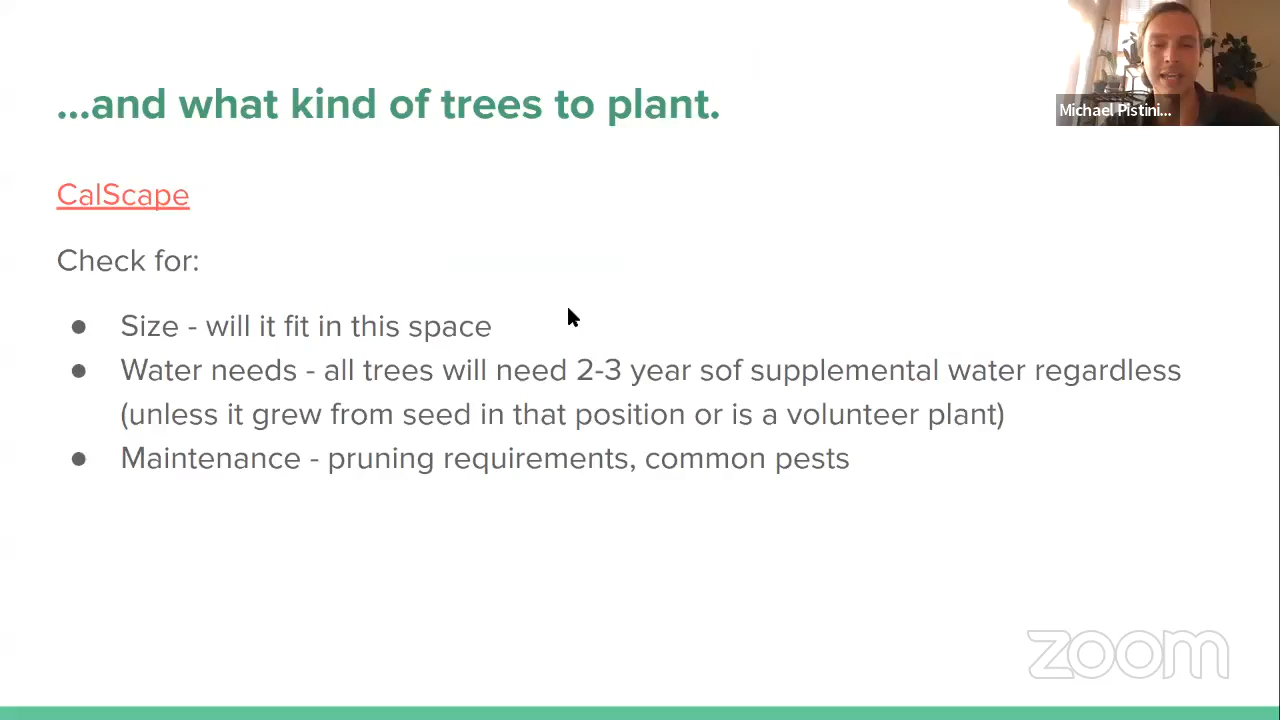 ...and what kind of trees to plant.
Michael Pistini...
CalScape
Check for:
● Size - will it fit in this space
● Water needs - all trees will need 2-3 year sof supplemental water regardless
(unless it grew from seed in that position or is a volunteer plant)
● Maintenance - pruning requirements, common pests
zoom